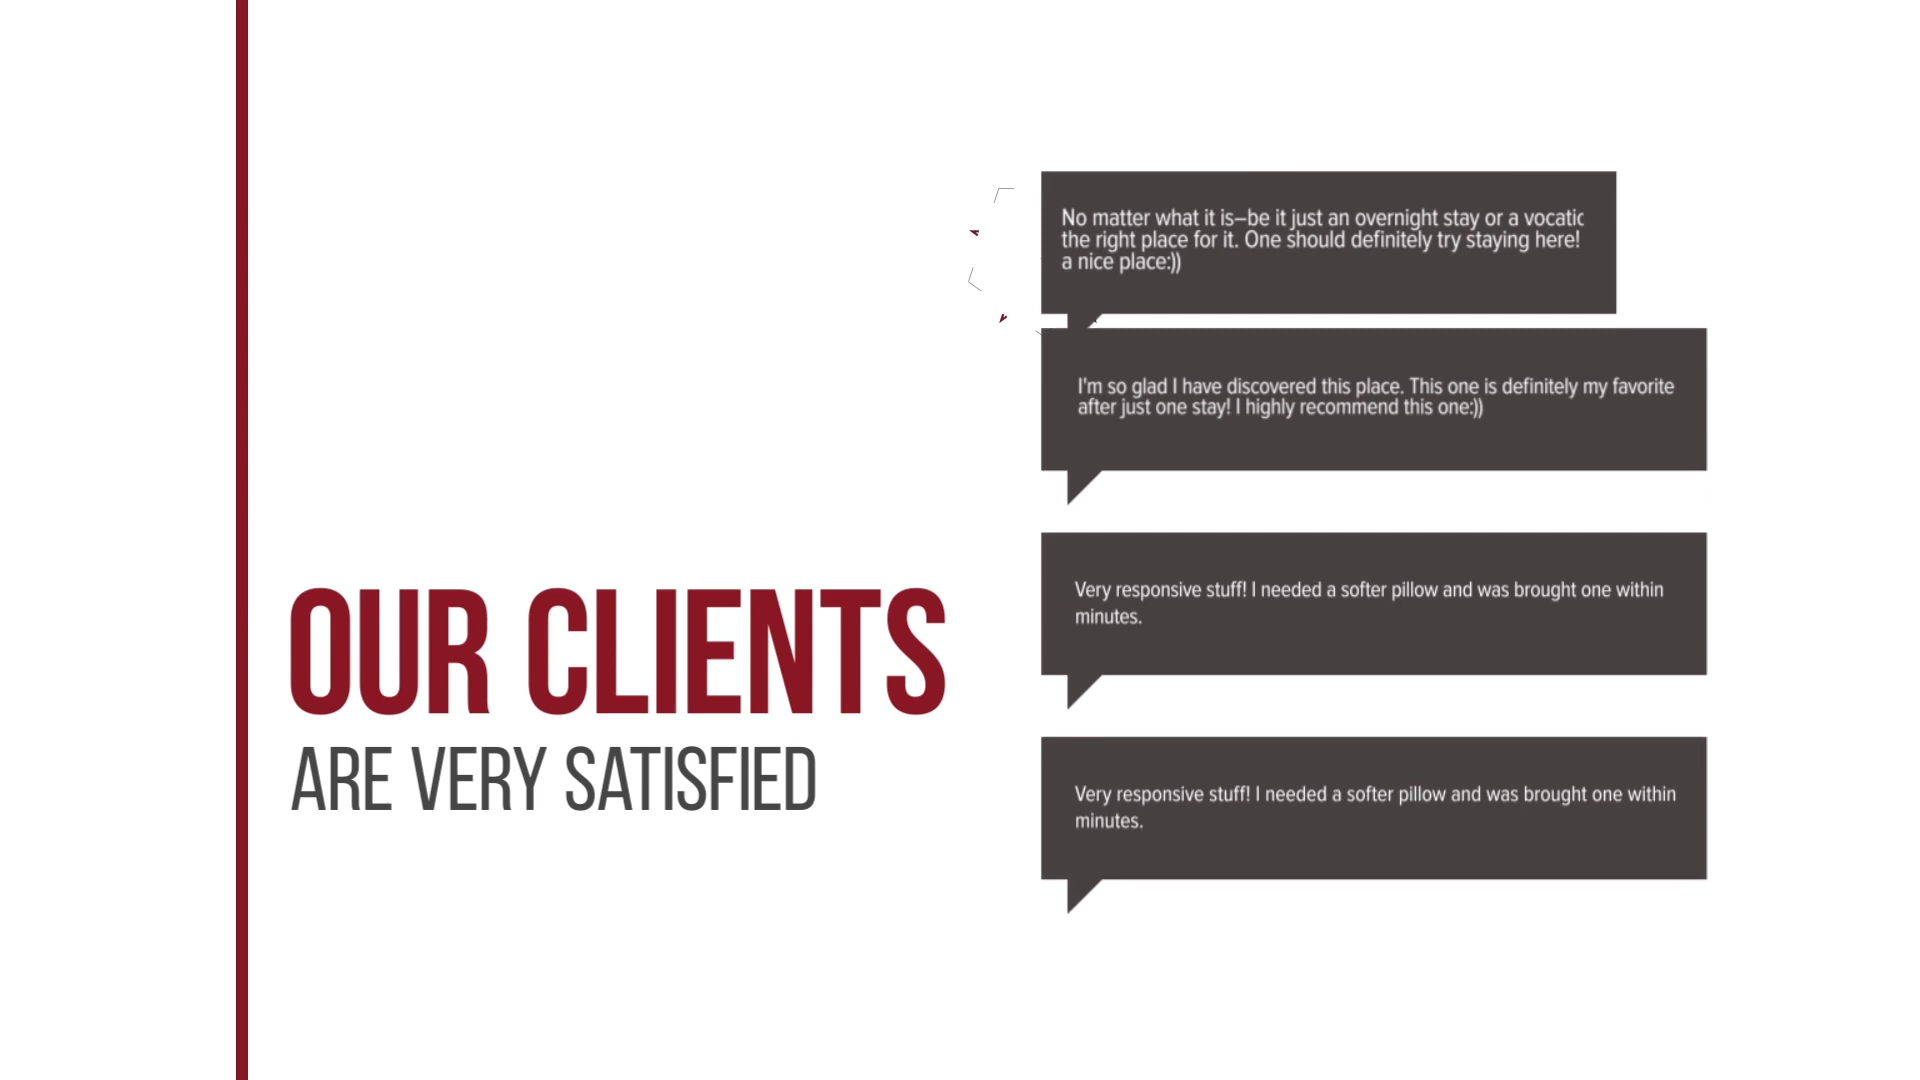 OUR CLIENTS
ARE VERY SATISFIED
No matter what it is–be it just an overnight stay or a vocatic
the right place for it. One should definitely try staying here!
a nice place:))
I'm so glad I have discovered this place. This one is definitely my favorite
after just one stay! I highly recommend this one:))
Very responsive stuff! I needed a softer pillow and was brought one within
minutes.
Very responsive stuff! I needed a softer pillow and was brought one within
minutes.